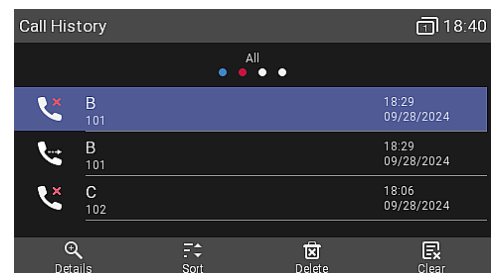 Call History 1 18:40
All
B 18:29
101 09/28/2024
B 18:29
101 09/28/2024
C 18:06
102 09/28/2024
Details Sort Delete Clear